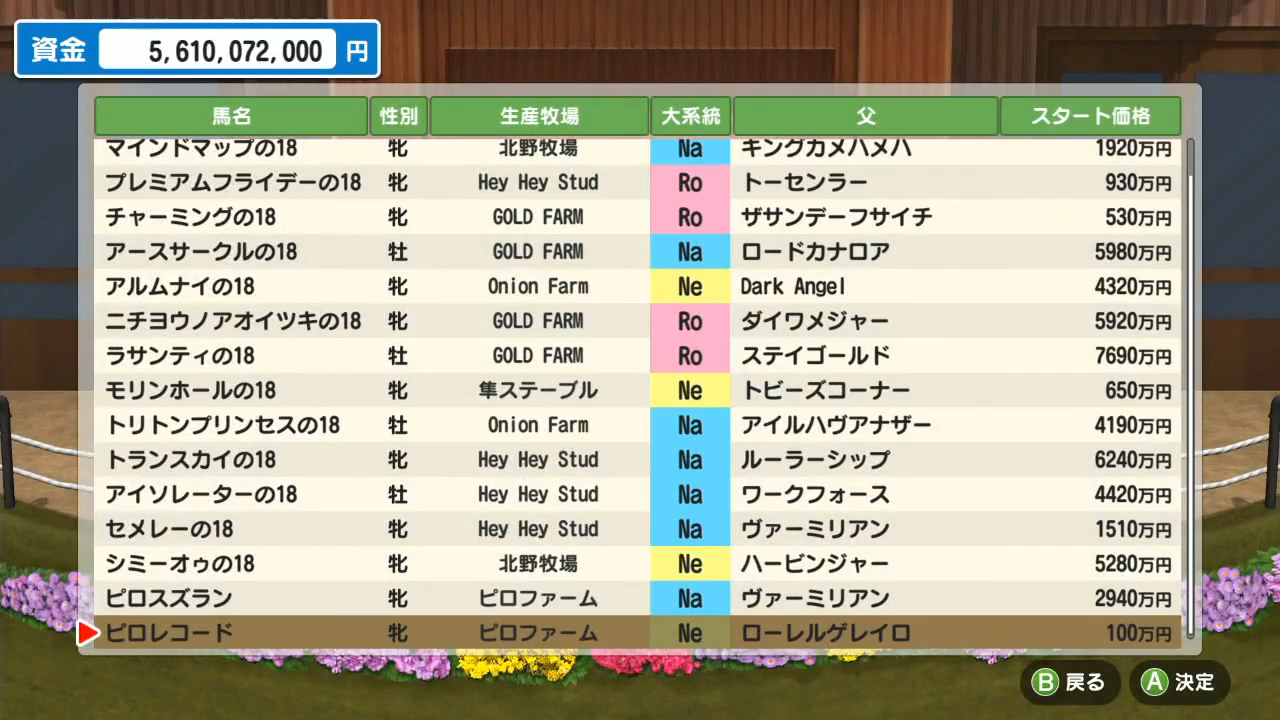 資金 5,610,072,000 円
馬名 性別 生産牧場 大系統 父 スタート価格
マインドマップの18 牝 北野牧場 Na キングカメハメハ 1920万円
プレミアムフライデーの18 牝 Hey Hey Stud Ro トーセンラー 930万円
チャーミングの18 牝 GOLD FARM Ro ザサンデーフサイチ 530万円
アースサークルの18 牡 GOLD FARM Na ロードカナロア 5980万円
アルムナイの18 牝 Onion Farm Ne Dark Angel 4320万円
ニチヨウノアオイツキの18 牝 GOLD FARM Ro ダイワメジャー 5920万円
ラサンティの18 牡 GOLD FARM Ro ステイゴールド 7690万円
モリンホールの18 牝 隼ステーブル Ne トビーズコーナー 650万円
トリトンプリンセスの18 牡 Onion Farm Na アイルハヴアナザー 4190万円
トランスカイの18 牝 Hey Hey Stud Na ルーラーシップ 6240万円
アイソレーターの18 牡 Hey Hey Stud Na ワークフォース 4420万円
セメレーの18 牝 Hey Hey Stud Na ヴァーミリアン 1510万円
シミーオゥの18 牝 北野牧場 Ne ハービンジャー 5280万円
ピロスズラン 牝 ピロファーム Na ヴァーミリアン 2940万円
ピロレコード 牝 ピロファーム Ne ローレルゲレイロ 100万円
B 戻る A 決定